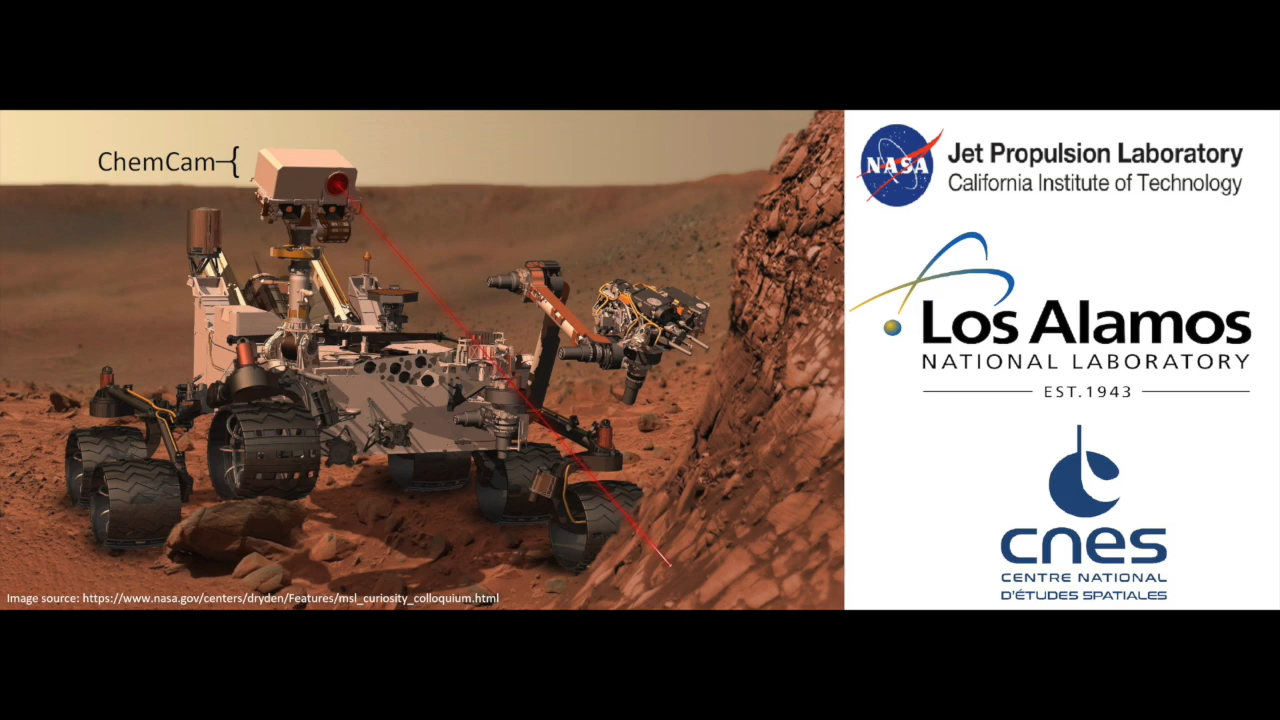 ChemCam
Image source: https://www.nasa.gov/centers/dryden/Features/msl_curiosity_colloquium.html
NASA
Jet Propulsion Laboratory
California Institute of Technology
Los Alamos
NATIONAL LABORATORY
EST.1943
cnes
CENTRE NATIONAL
D'ÉTUDES SPATIALES